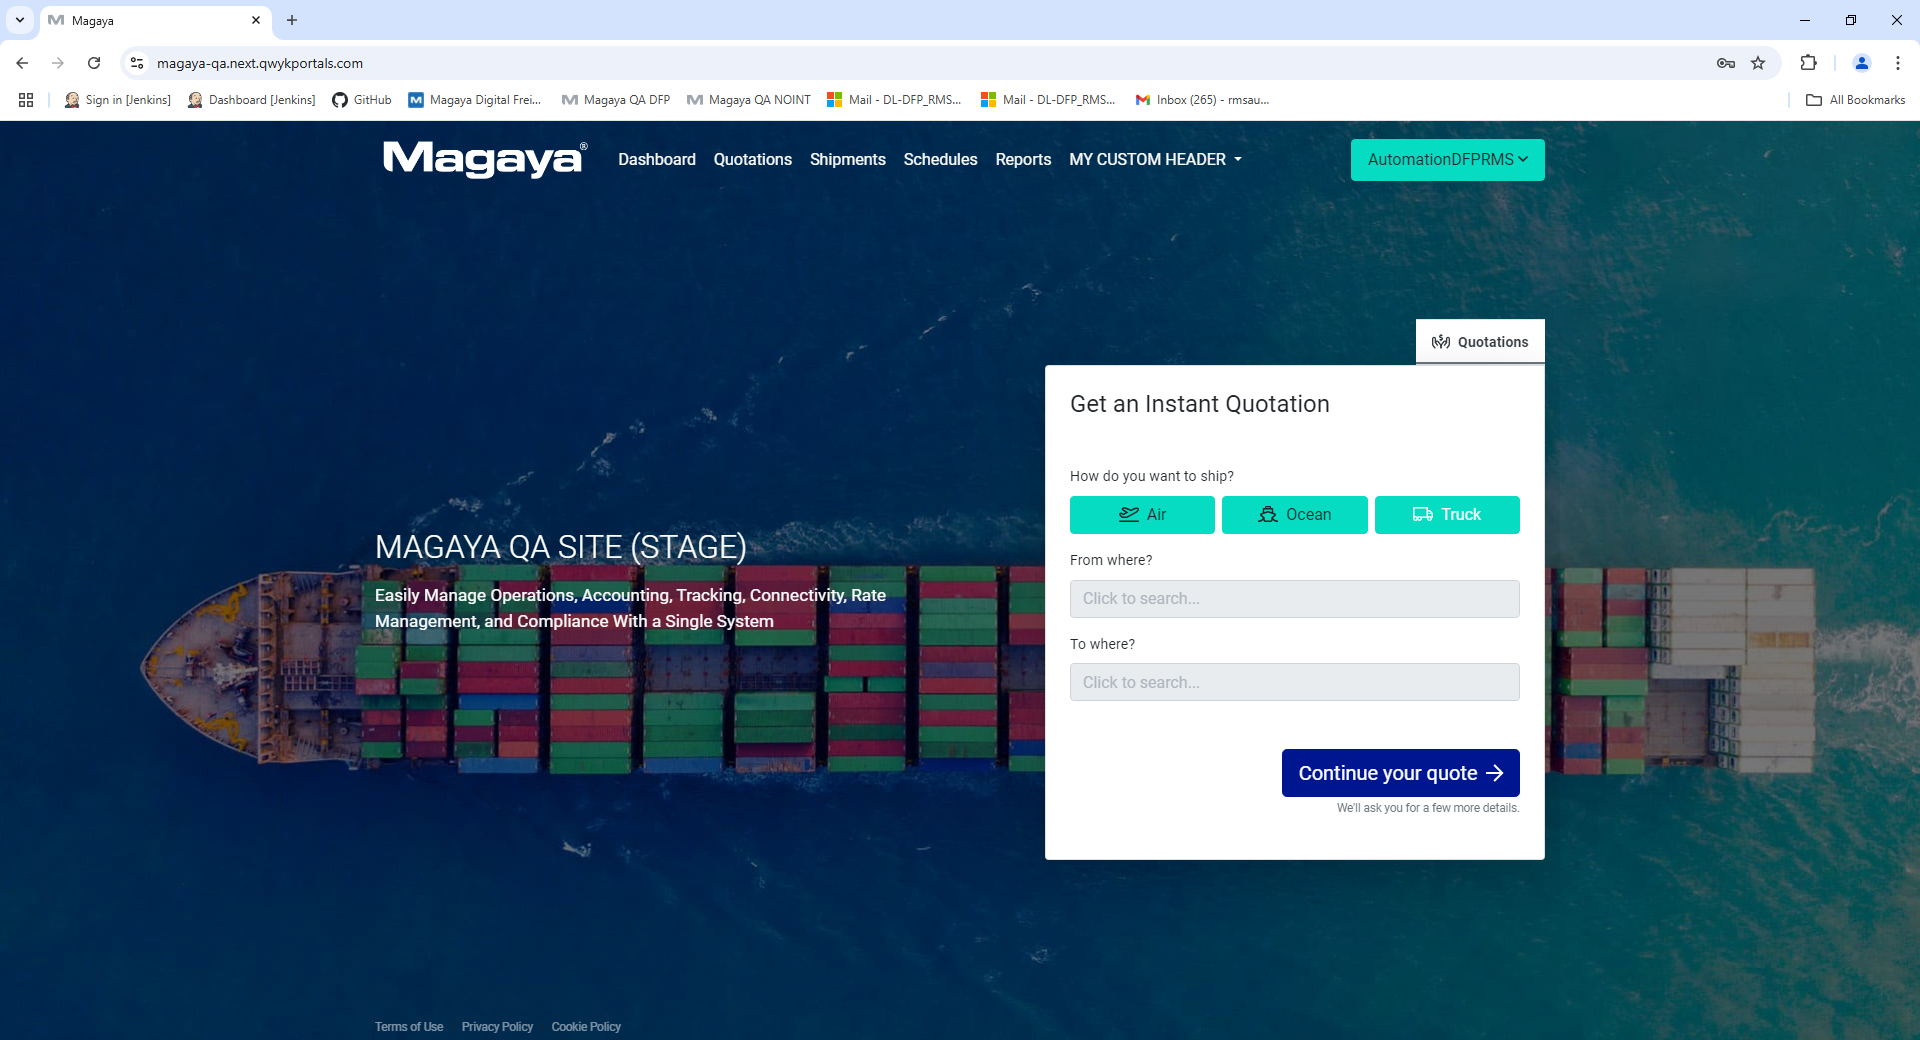 Magaya
magaya-qa.next.qwykportals.com
Sign in [Jenkins]
Dashboard [Jenkins]
GitHub
Magaya Digital Frei...
Magaya QA DFP
Magaya QA NOINT
Mail - DL-DFP_RMS...
Mail - DL-DFP_RMS...
Inbox (265) - rmsau...
All Bookmarks
Magaya®
Dashboard
Quotations
Shipments
Schedules
Reports
MY CUSTOM HEADER
AutomationDFPRMS
Quotations
Get an Instant Quotation
How do you want to ship?
Air
Ocean
Truck
From where?
Click to search...
To where?
Click to search...
Continue your quote
We'll ask you for a few more details.
MAGAYA QA SITE (STAGE)
Easily Manage Operations, Accounting, Tracking, Connectivity, Rate
Management, and Compliance With a Single System
Terms of Use
Privacy Policy
Cookie Policy